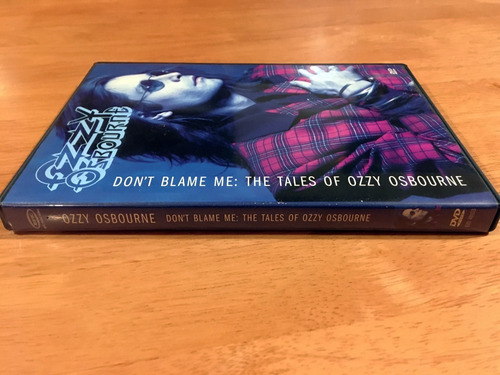 OZZY
OSBOURNE
DON'T BLAME ME: THE TALES OF OZZY OSBOURNE
OZZY OSBOURNE DON'T BLAME ME: THE TALES OF OZZY OSBOURNE
DVD